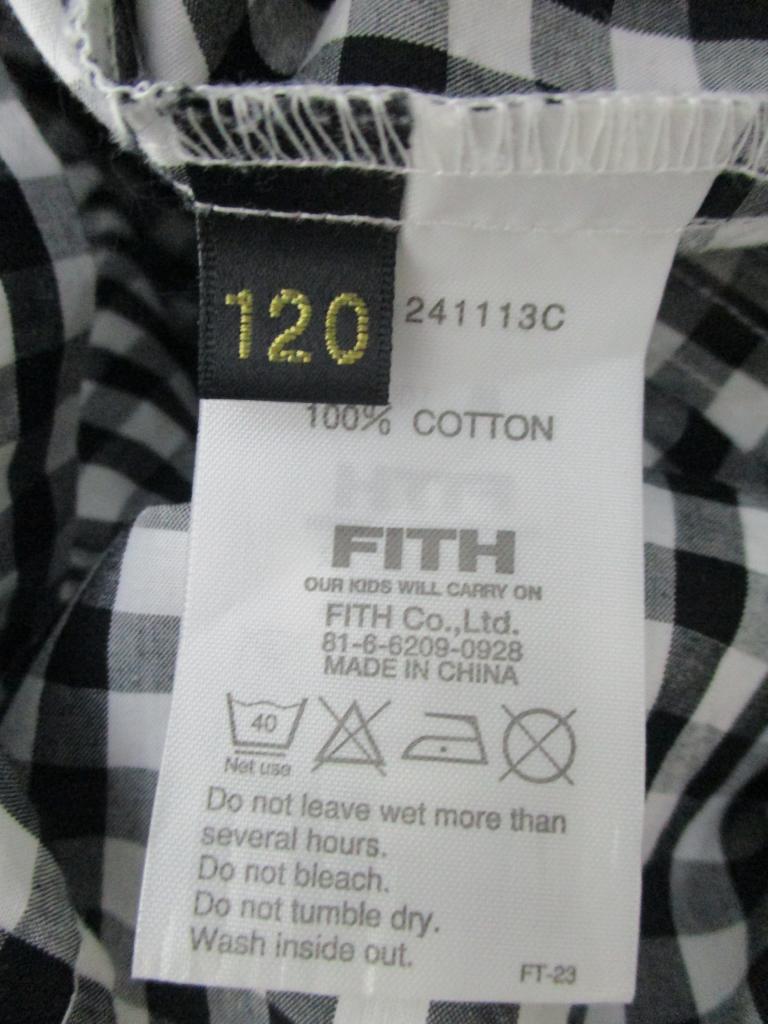 120
241113C
100% COTTON
FITH
OUR KIDS WILL CARRY ON
FITH Co.,Ltd.
81-6-6209-0928
MADE IN CHINA
40
Net use
Do not leave wet more than
several hours.
Do not bleach.
Do not tumble dry.
Wash inside out.
FT-23